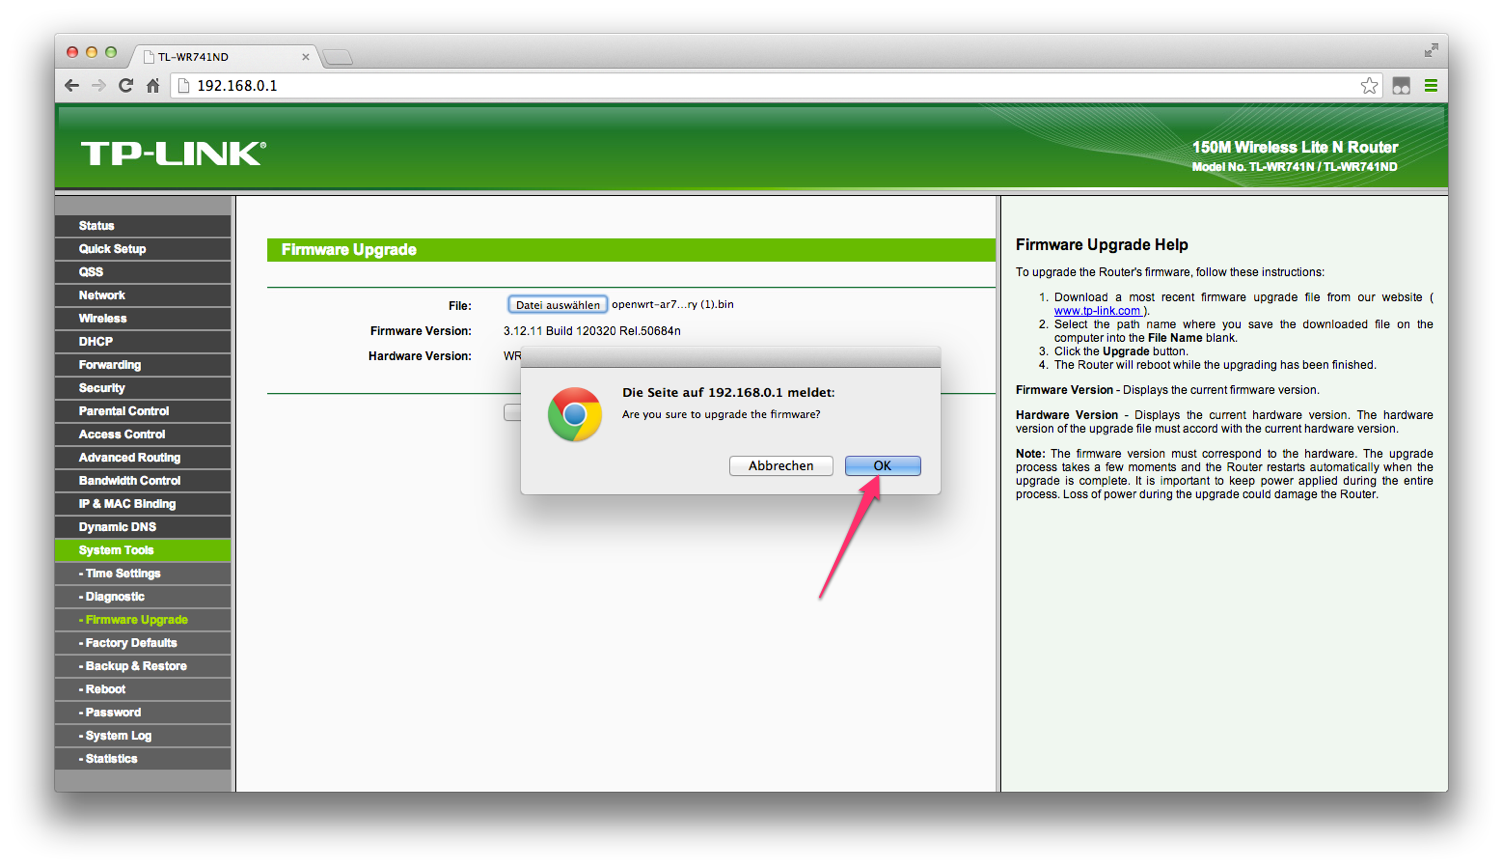 TL-WR741ND
192.168.0.1
TP-LINK®
150M Wireless Lite N Router
Model No. TL-WR741N / TL-WR741ND
Status
Quick Setup
QSS
Network
Wireless
DHCP
Forwarding
Security
Parental Control
Access Control
Advanced Routing
Bandwidth Control
IP & MAC Binding
Dynamic DNS
System Tools
- Time Settings
- Diagnostic
- Firmware Upgrade
- Factory Defaults
- Backup & Restore
- Reboot
- Password
- System Log
- Statistics
Firmware Upgrade
File: Datei auswählen openwrt-ar7...ry (1).bin
Firmware Version: 3.12.11 Build 120320 Rel.50684n
Hardware Version: WR
Die Seite auf 192.168.0.1 meldet:
Are you sure to upgrade the firmware?
Abbrechen OK
Firmware Upgrade Help
To upgrade the Router's firmware, follow these instructions:
1. Download a most recent firmware upgrade file from our website (
www.tp-link.com ).
2. Select the path name where you save the downloaded file on the
computer into the File Name blank.
3. Click the Upgrade button.
4. The Router will reboot while the upgrading has been finished.
Firmware Version - Displays the current firmware version.
Hardware Version - Displays the current hardware version. The hardware
version of the upgrade file must accord with the current hardware version.
Note: The firmware version must correspond to the hardware. The upgrade
process takes a few moments and the Router restarts automatically when the
upgrade is complete. It is important to keep power applied during the entire
process. Loss of power during the upgrade could damage the Router.